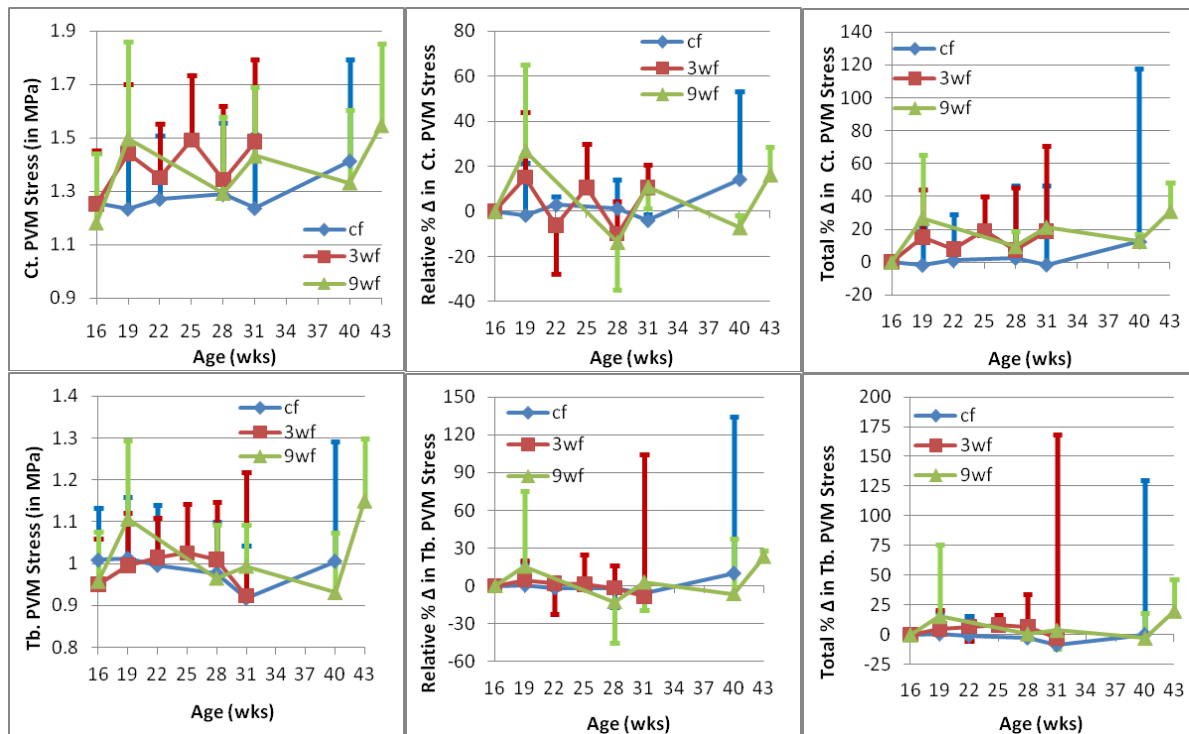 Ct. PVM Stress (in MPa)
1.9
1.7
1.5
1.3
1.1
0.9
cf
3wf
9wf
16 19 22 25 28 31 34 37 40 43
Age (wks)
Relative % Δ in Ct. PVM Stress
80
60
40
20
0
-20
-40
cf
3wf
9wf
16 19 22 25 28 31 34 37 40 43
Age (wks)
Total % Δ in Ct. PVM Stress
140
120
100
80
60
40
20
0
-20
cf
3wf
9wf
16 19 22 25 28 31 34 37 40 43
Age (wks)
Tb. PVM Stress (in MPa)
1.4
1.3
1.2
1.1
1
0.9
0.8
cf
3wf
9wf
16 19 22 25 28 31 34 37 40 43
Age (wks)
Relative % Δ in Tb. PVM Stress
150
120
90
60
30
0
-30
-60
cf
3wf
9wf
16 19 22 25 28 31 34 37 40 43
Age (wks)
Total % Δ in Tb. PVM Stress
200
175
150
125
100
75
50
25
0
-25
cf
3wf
9wf
16 19 22 25 28 31 34 37 40 43
Age (wks)